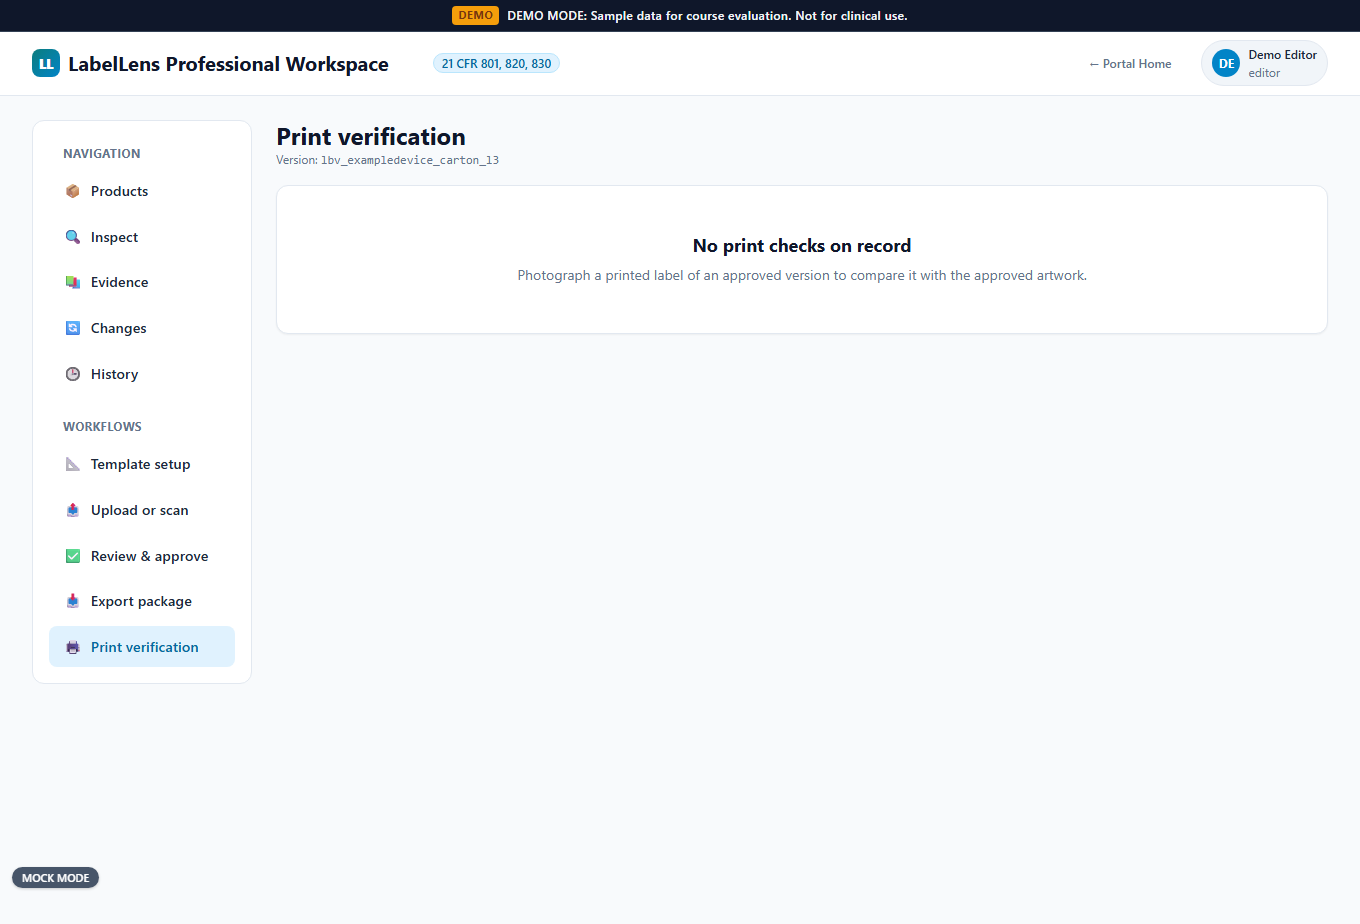 DEMO DEMO MODE: Sample data for course evaluation. Not for clinical use.
LL LabelLens Professional Workspace
21 CFR 801, 820, 830
← Portal Home
DE
Demo Editor
editor
NAVIGATION
Products
Inspect
Evidence
Changes
History
WORKFLOWS
Template setup
Upload or scan
Review & approve
Export package
Print verification
Print verification
Version: lbv_exampledevice_carton_l3
No print checks on record
Photograph a printed label of an approved version to compare it with the approved artwork.
MOCK MODE